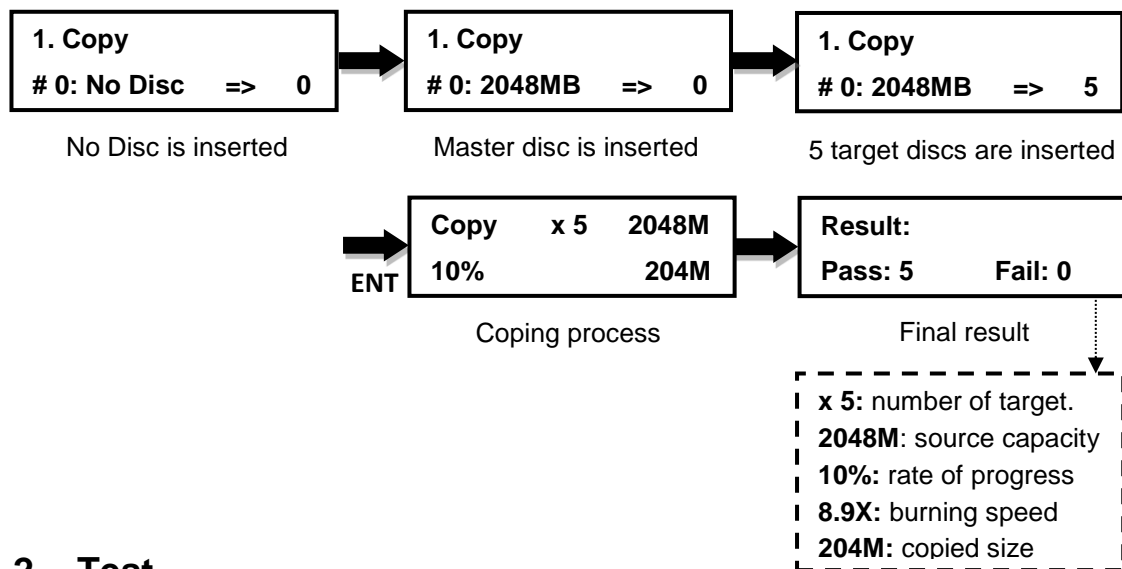 1. Copy
# 0: No Disc => 0
No Disc is inserted
1. Copy
# 0: 2048MB => 0
Master disc is inserted
1. Copy
# 0: 2048MB => 5
5 target discs are inserted
ENT
Copy x 5 2048M
10% 204M
Coping process
Result:
Pass: 5 Fail: 0
Final result
x 5: number of target.
2048M: source capacity
10%: rate of progress
8.9X: burning speed
204M: copied size
2. Test